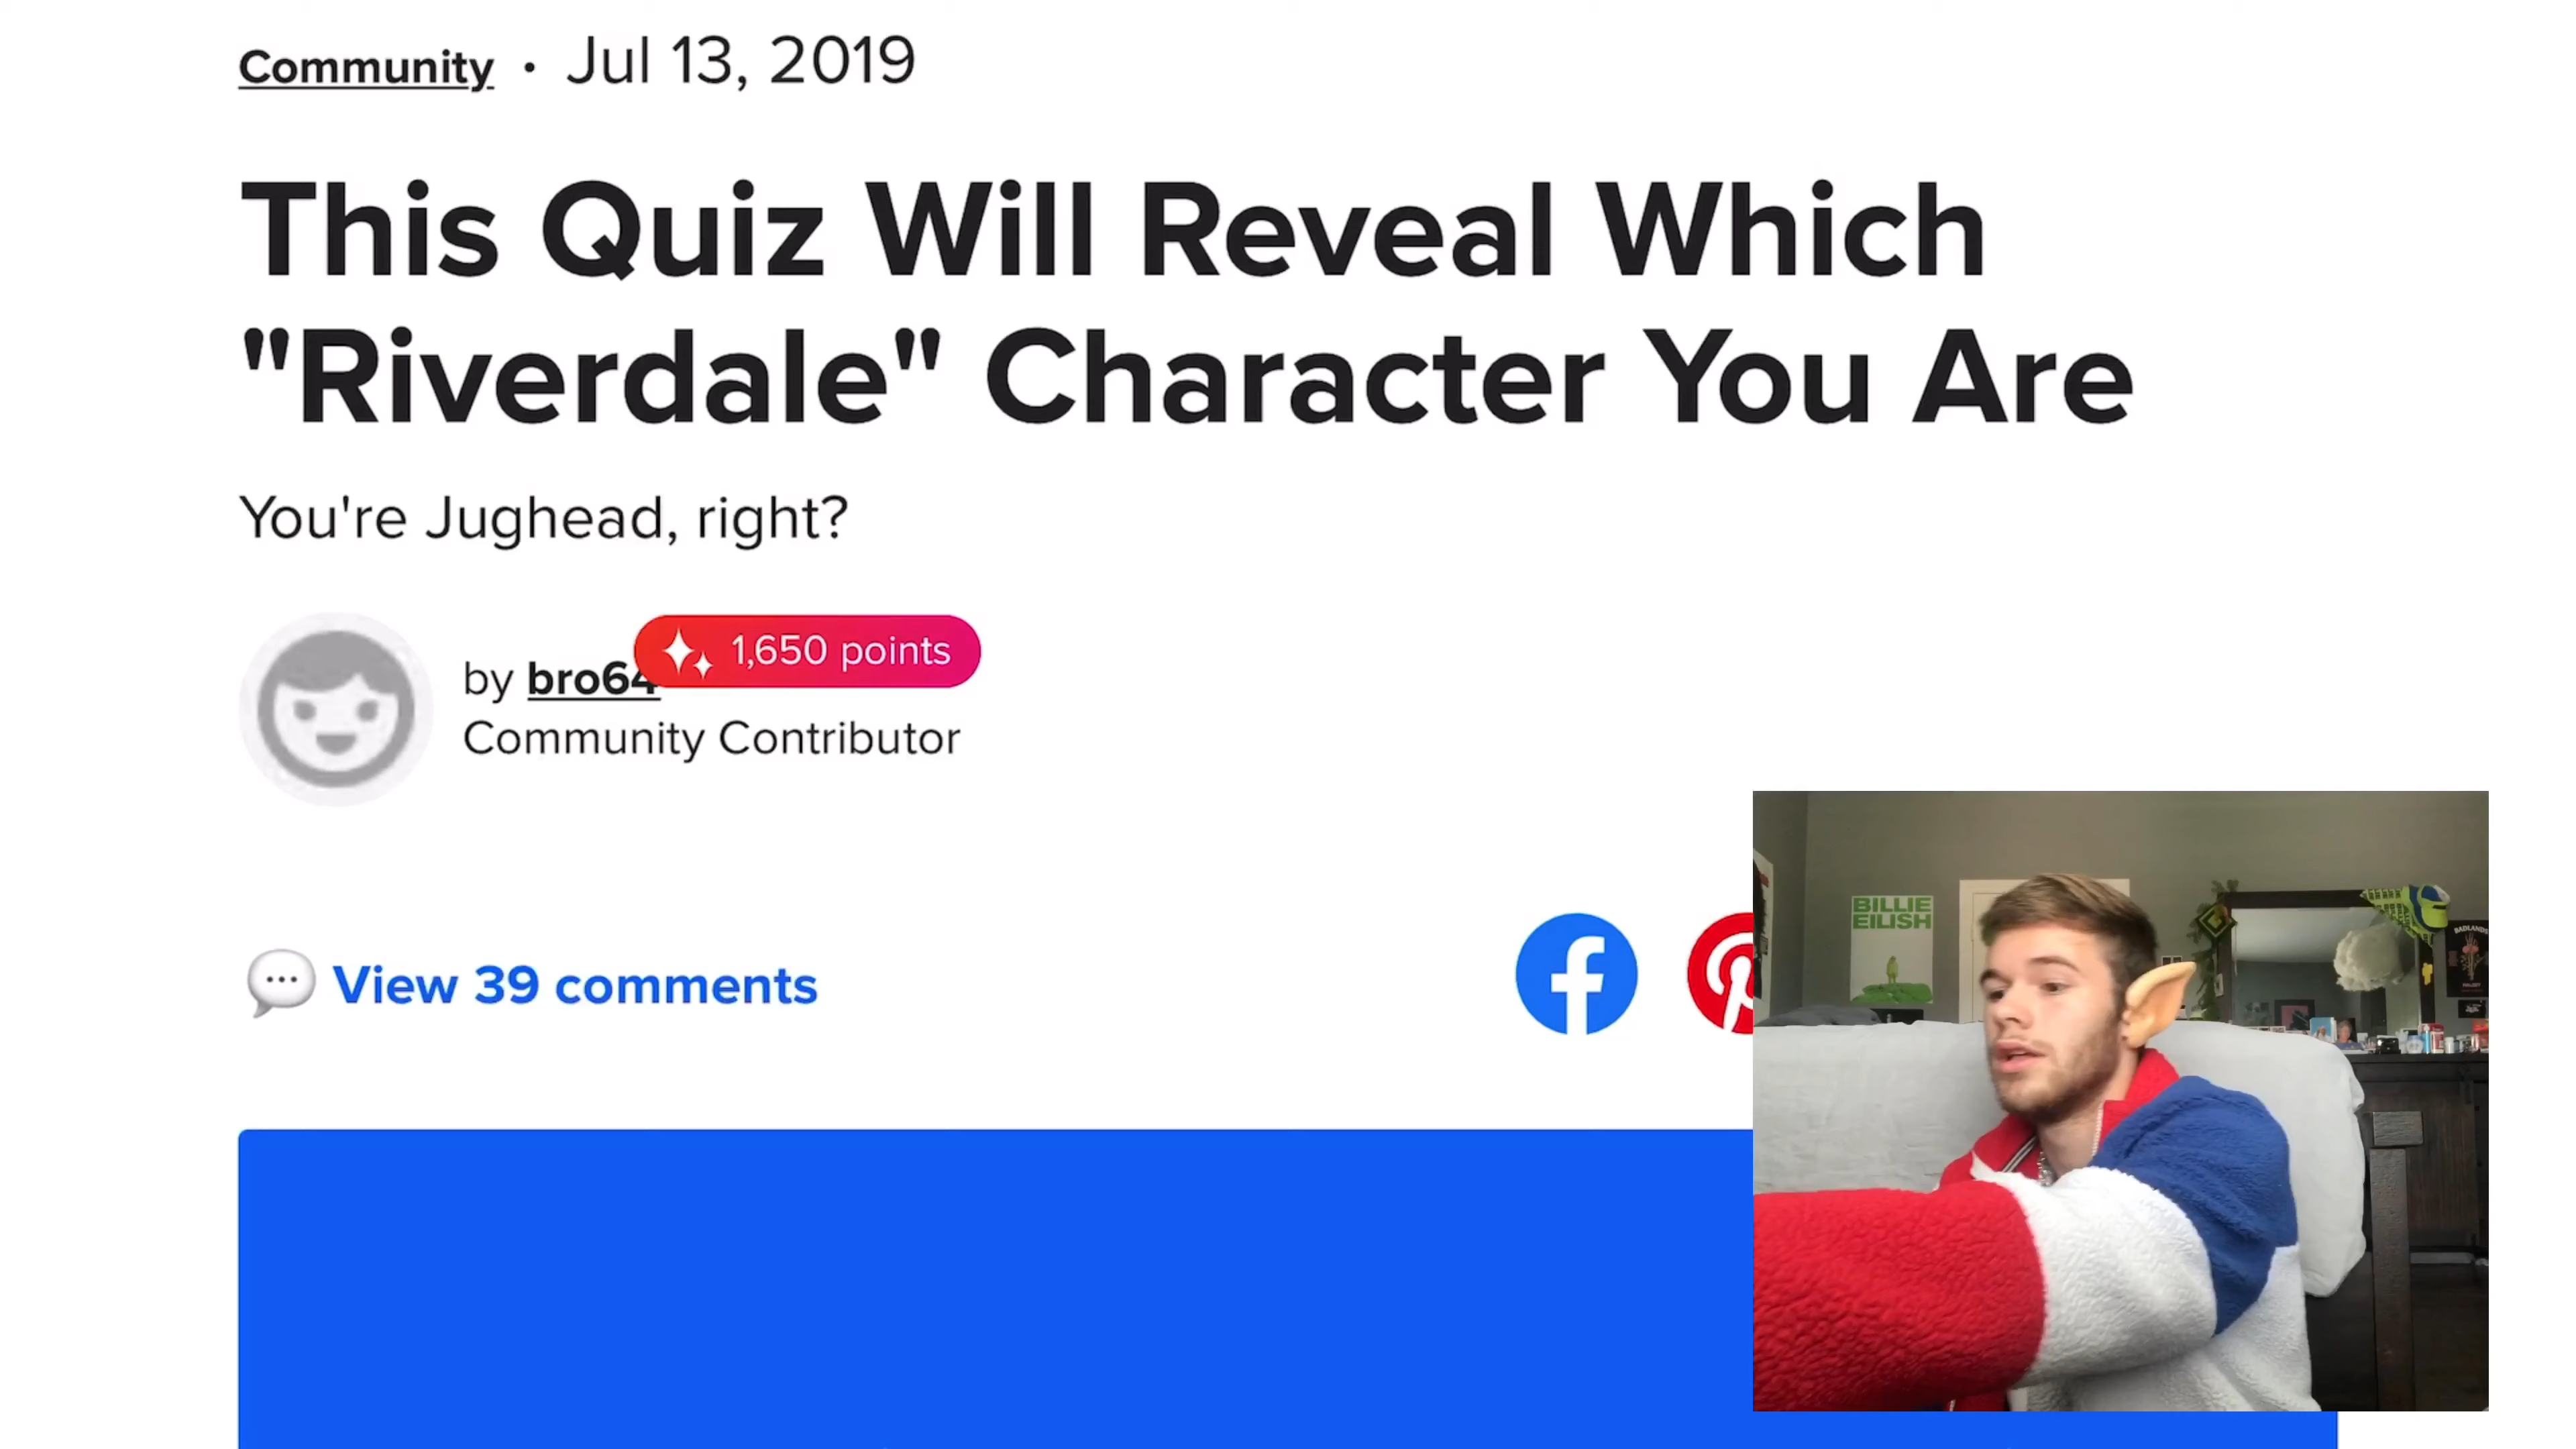 Community · Jul 13, 2019
This Quiz Will Reveal Which
"Riverdale" Character You Are
You're Jughead, right?
1,650 points
by bro64
Community Contributor
View 39 comments
BILLIE
EILISH
BADLANDS